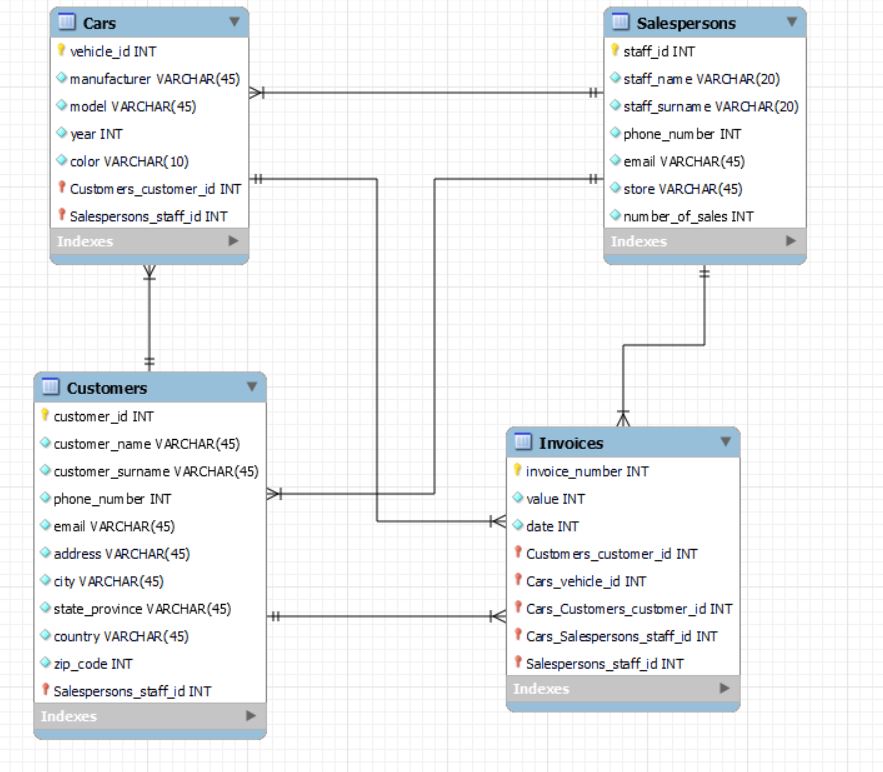 Cars
vehicle_id INT
manufacturer VARCHAR(45)
model VARCHAR(45)
year INT
color VARCHAR(10)
Customers_customer_id INT
Salespersons_staff_id INT
Indexes
Salespersons
staff_id INT
staff_name VARCHAR(20)
staff_surname VARCHAR(20)
phone_number INT
email VARCHAR(45)
store VARCHAR(45)
number_of_sales INT
Indexes
Customers
customer_id INT
customer_name VARCHAR(45)
customer_surname VARCHAR(45)
phone_number INT
email VARCHAR(45)
address VARCHAR(45)
city VARCHAR(45)
state_province VARCHAR(45)
country VARCHAR(45)
zip_code INT
Salespersons_staff_id INT
Indexes
Invoices
invoice_number INT
value INT
date INT
Customers_customer_id INT
Cars_vehicle_id INT
Cars_Customers_customer_id INT
Cars_Salespersons_staff_id INT
Salespersons_staff_id INT
Indexes